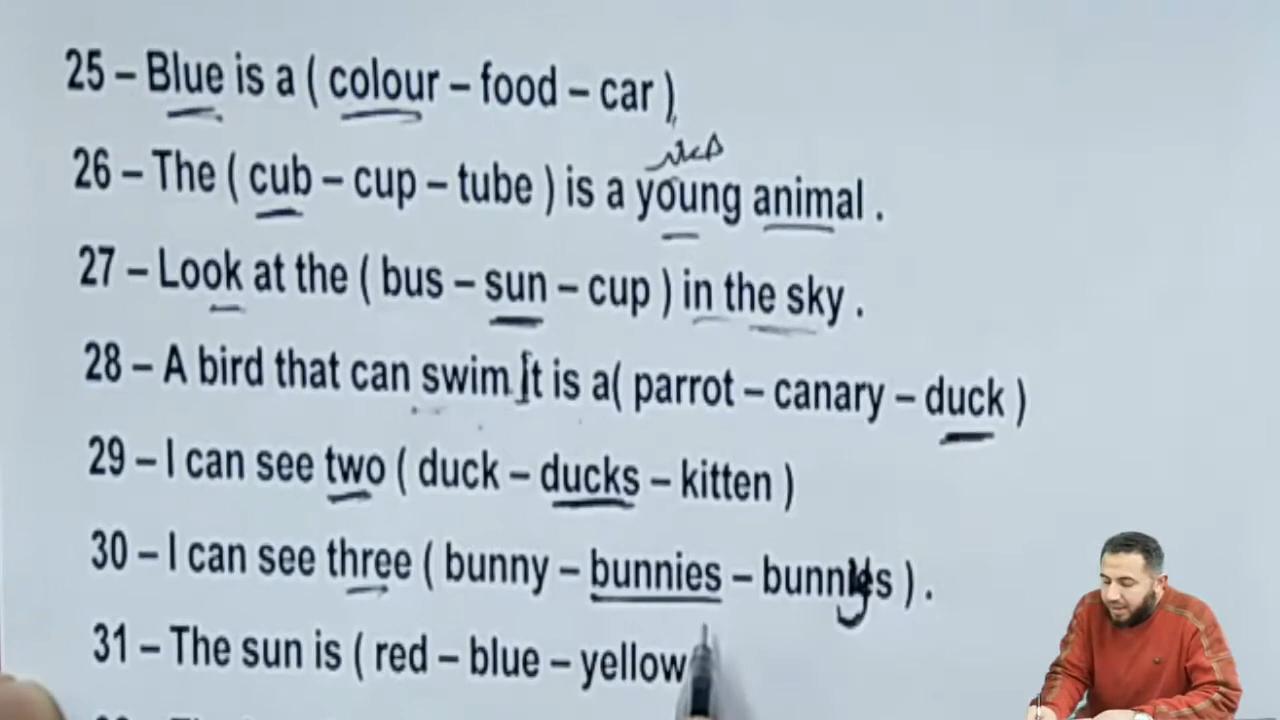 25 – Blue is a ( colour – food – car )
26 – The ( cub – cup – tube ) is a young animal .
صغير
27 – Look at the ( bus – sun – cup ) in the sky .
28 – A bird that can swim It is a( parrot – canary – duck )
29 – I can see two ( duck – ducks – kitten )
30 – I can see three ( bunny – bunnies – bunnys ) .
31 – The sun is ( red – blue – yellow